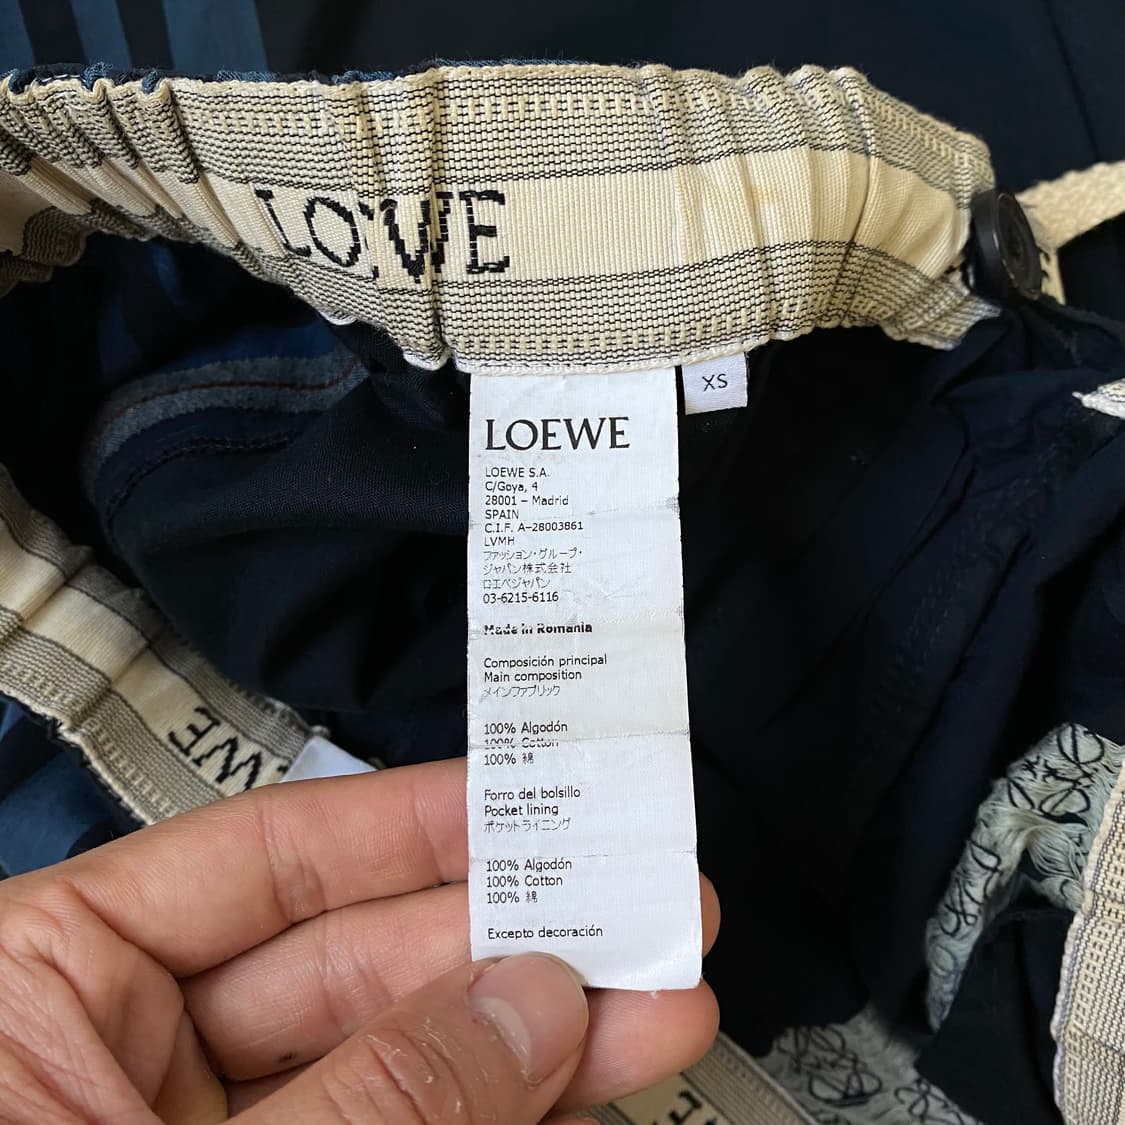 LOEWE
XS
LOEWE
LOEWE S.A.
C/Goya, 4
28001 – Madrid
SPAIN
C.I.F. A-28003861
LVMH
ファッション・グループ・
ジャパン株式会社
ロエベジャパン
03-6215-6116
Made in Romania
Composición principal
Main composition
メインファブリック
100% Algodón
100% Cotton
100% 綿
Forro del bolsillo
Pocket lining
ポケットライニング
100% Algodón
100% Cotton
100% 綿
Excepto decoración